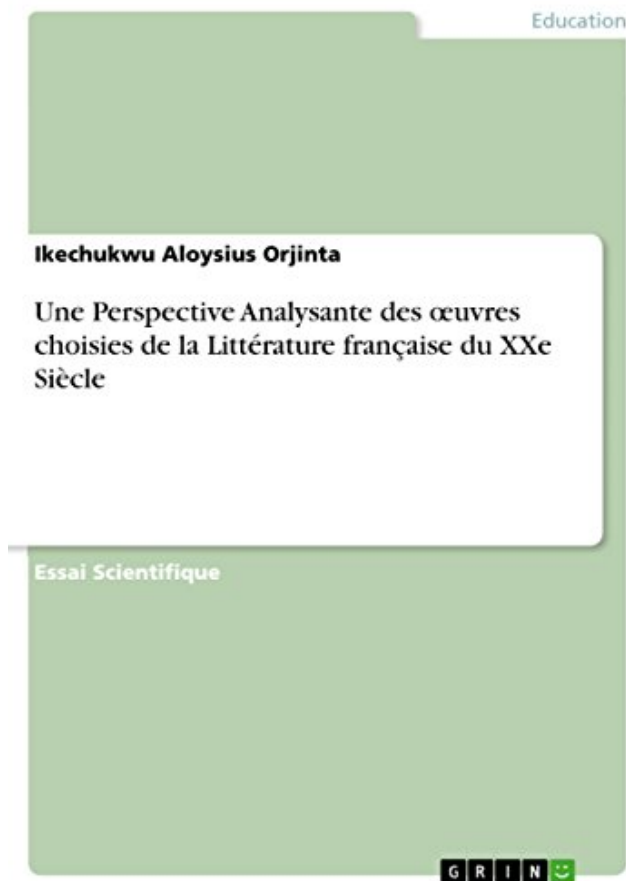 Education
Ikechukwu Aloysius Orjinta
Une Perspective Analysante des œuvres
choisies de la Littérature française du XXe
Siècle
Essai Scientifique
GRIN